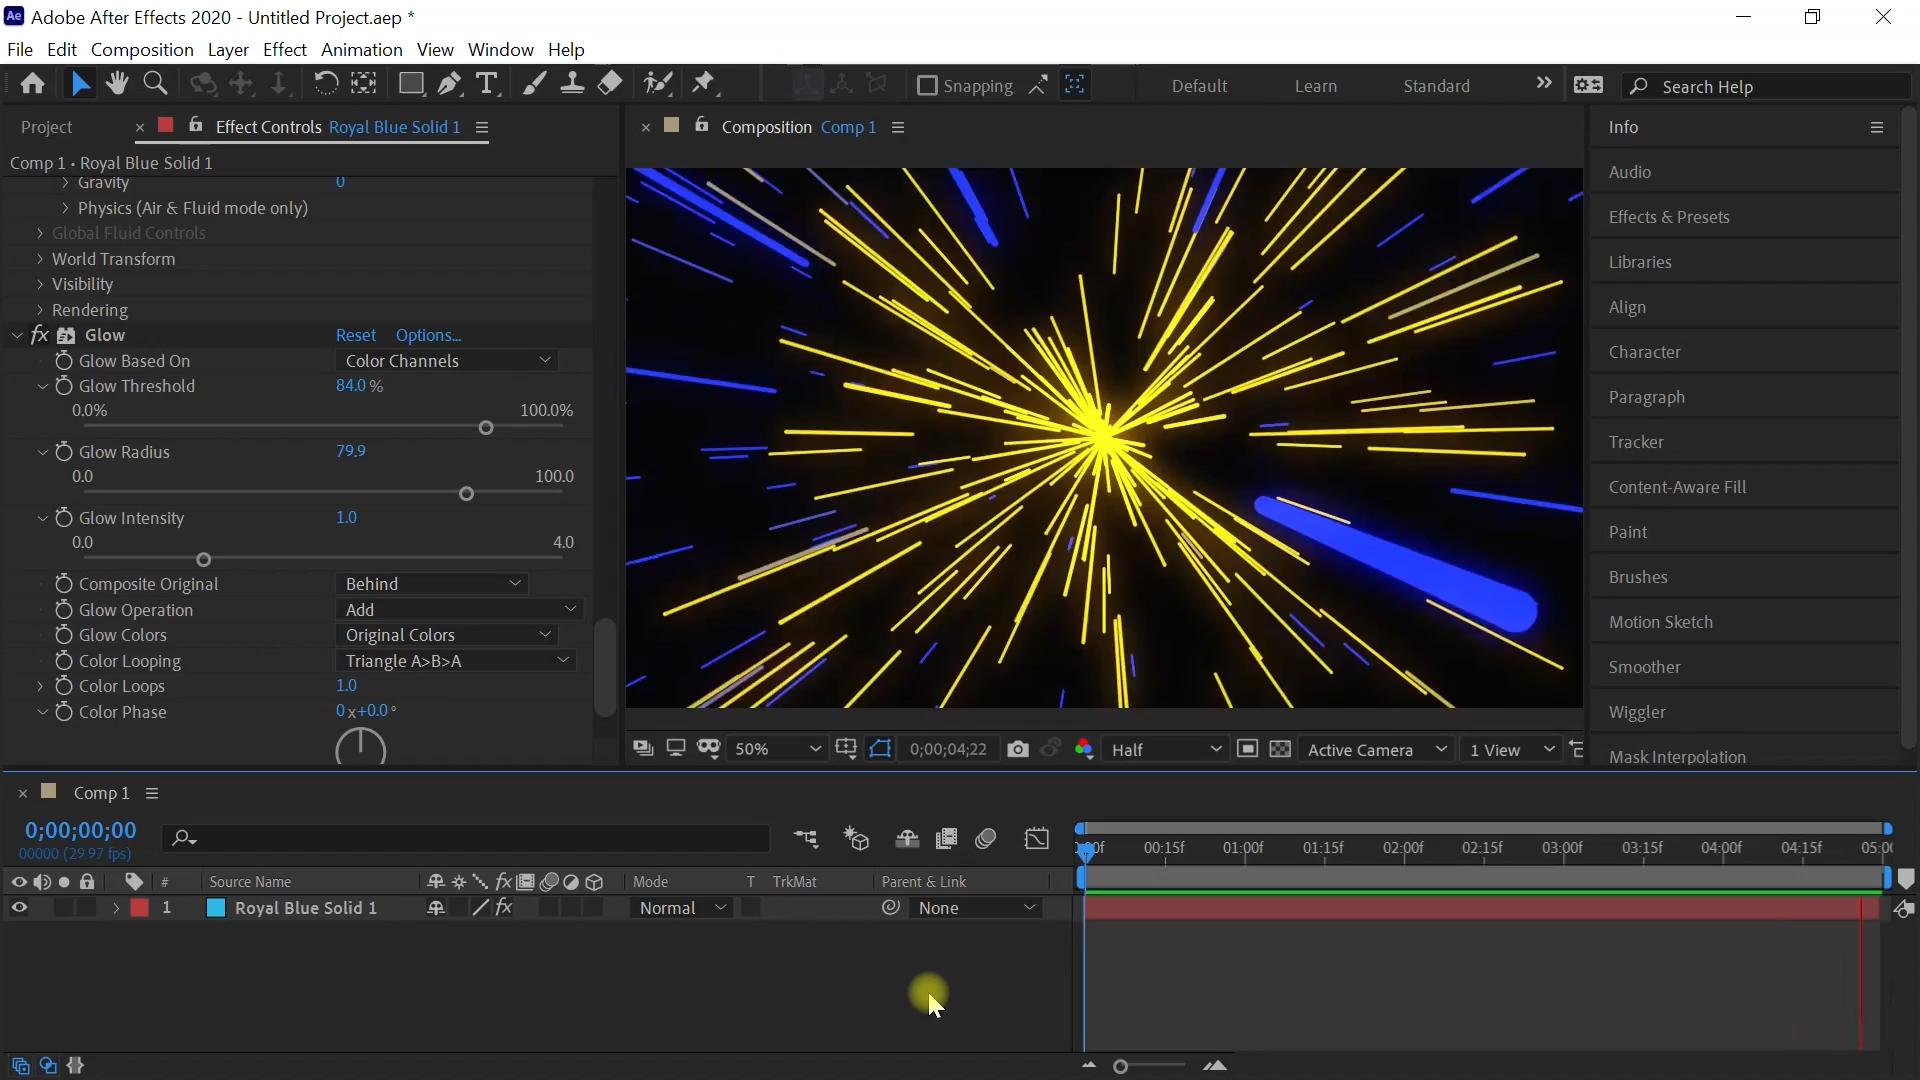 Ae Adobe After Effects 2020 - Untitled Project.aep *
File Edit Composition Layer Effect Animation View Window Help
Snapping Default Learn Standard Search Help
Project Effect Controls Royal Blue Solid 1
Composition Comp 1
Info
Comp 1 • Royal Blue Solid 1
Gravity 0
Physics (Air & Fluid mode only)
Global Fluid Controls
World Transform
Visibility
Rendering
fx Glow Reset Options...
Glow Based On Color Channels
Glow Threshold 84.0 %
0.0% 100.0%
Glow Radius 79.9
0.0 100.0
Glow Intensity 1.0
0.0 4.0
Composite Original Behind
Glow Operation Add
Glow Colors Original Colors
Color Looping Triangle A>B>A
Color Loops 1.0
Color Phase 0 x+0.0 °
50% 0;00;04;22 Half Active Camera 1 View
Audio
Effects & Presets
Libraries
Align
Character
Paragraph
Tracker
Content-Aware Fill
Paint
Brushes
Motion Sketch
Smoother
Wiggler
Mask Interpolation
Comp 1
0;00;00;00
00000 (29.97 fps)
00f 00:15f 01:00f 01:15f 02:00f 02:15f 03:00f 03:15f 04:00f 04:15f 05:00
# Source Name fx Mode T TrkMat Parent & Link
1 Royal Blue Solid 1 fx Normal None